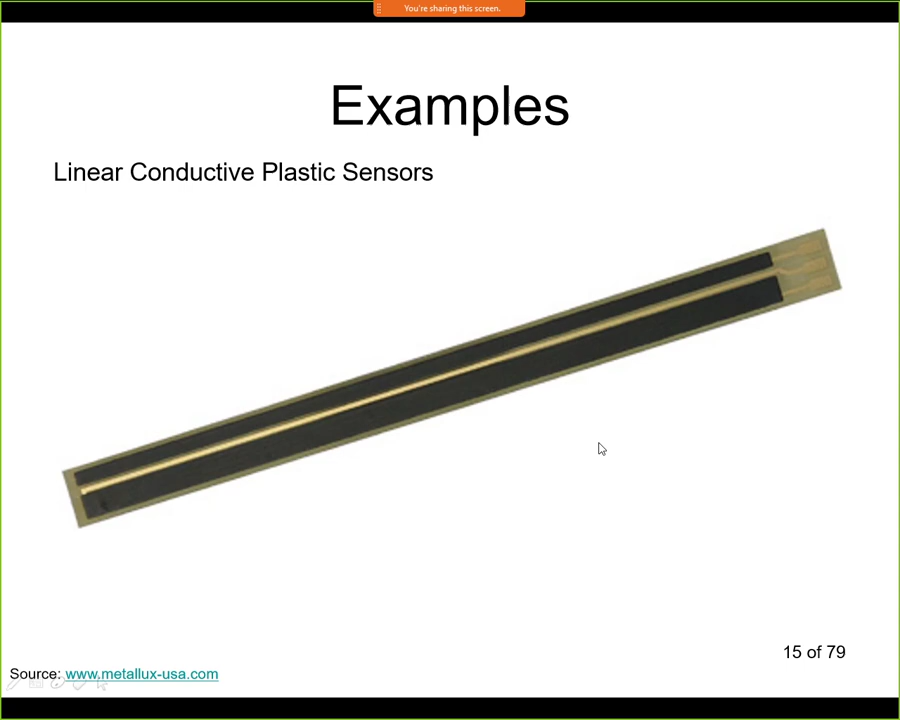 You're sharing this screen.
Examples
Linear Conductive Plastic Sensors
15 of 79
Source: www.metallux-usa.com